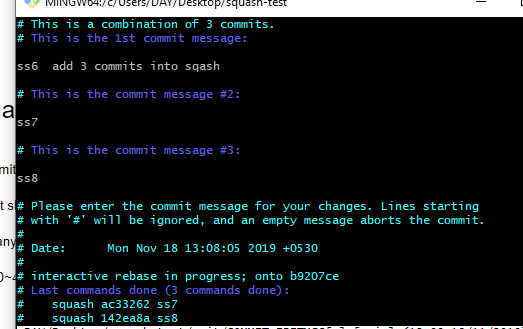 MINGW64:/c/Users/DAY/Desktop/squash-test
# This is a combination of 3 commits.
# This is the 1st commit message:
ss6  add 3 commits into sqash
# This is the commit message #2:
ss7
# This is the commit message #3:
ss8
# Please enter the commit message for your changes. Lines starting
# with '#' will be ignored, and an empty message aborts the commit.
#
# Date:      Mon Nov 18 13:08:05 2019 +0530
#
# interactive rebase in progress; onto b9207ce
# Last commands done (3 commands done):
#    squash ac33262 ss7
#    squash 142ea8a ss8